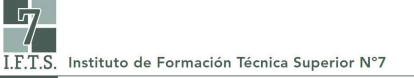 7
I.F.T.S. Instituto de Formación Técnica Superior N°7